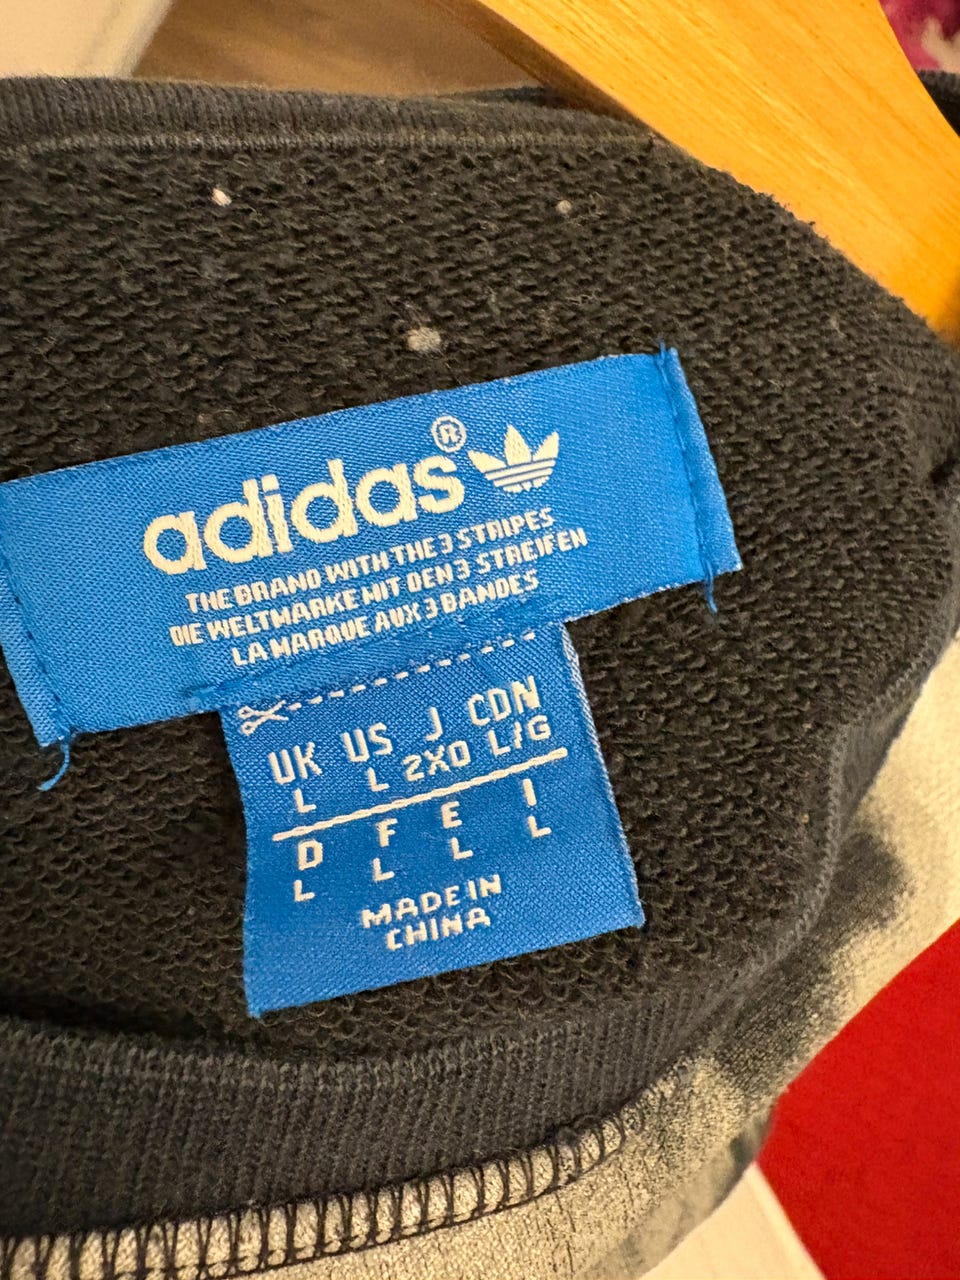 adidas®
THE BRAND WITH THE 3 STRIPES
DIE WELTMARKE MIT DEN 3 STREIFEN
LA MARQUE AUX 3 BANDES
UK US J CDN
L L 2XO L/G
D F E I
L L L L
MADE IN
CHINA